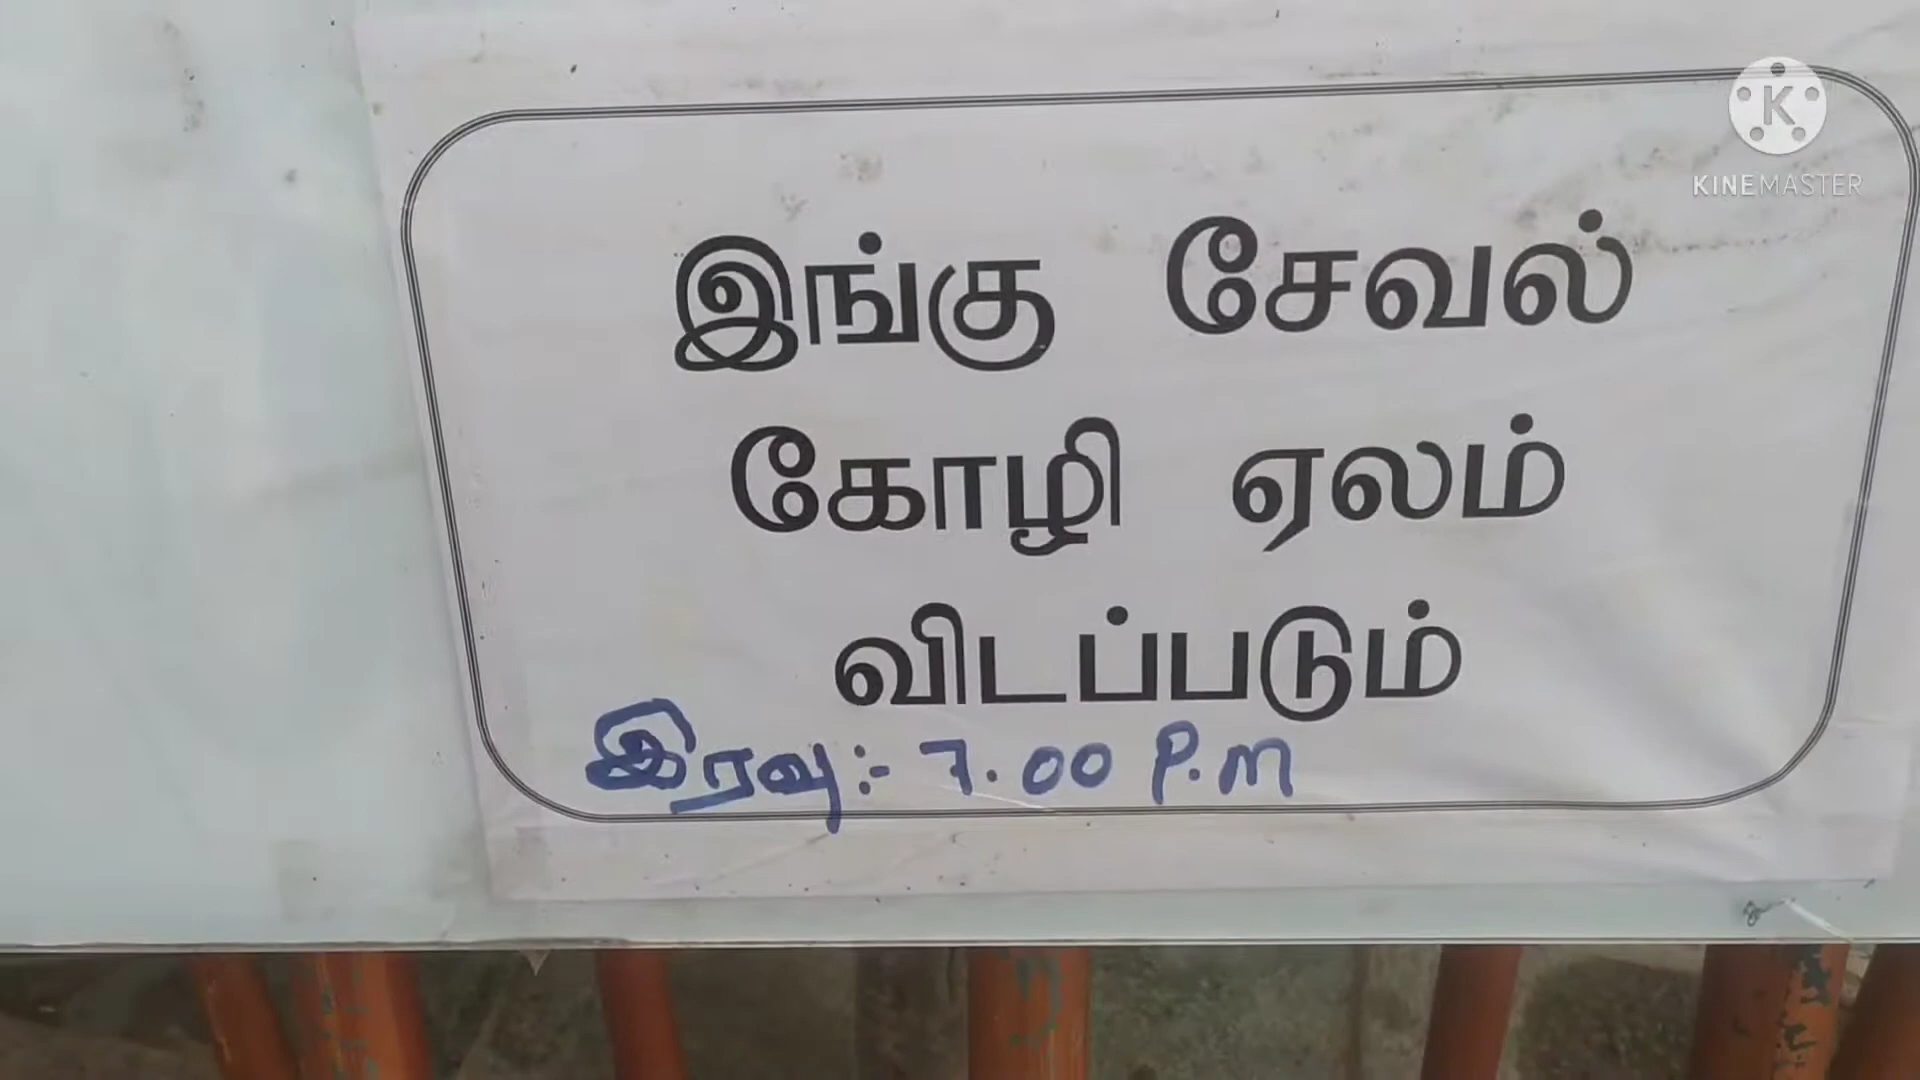 இங்கு சேவல்
கோழி ஏலம்
விடப்படும்
இரவு:- 7.00 P.M
K
KINEMASTER